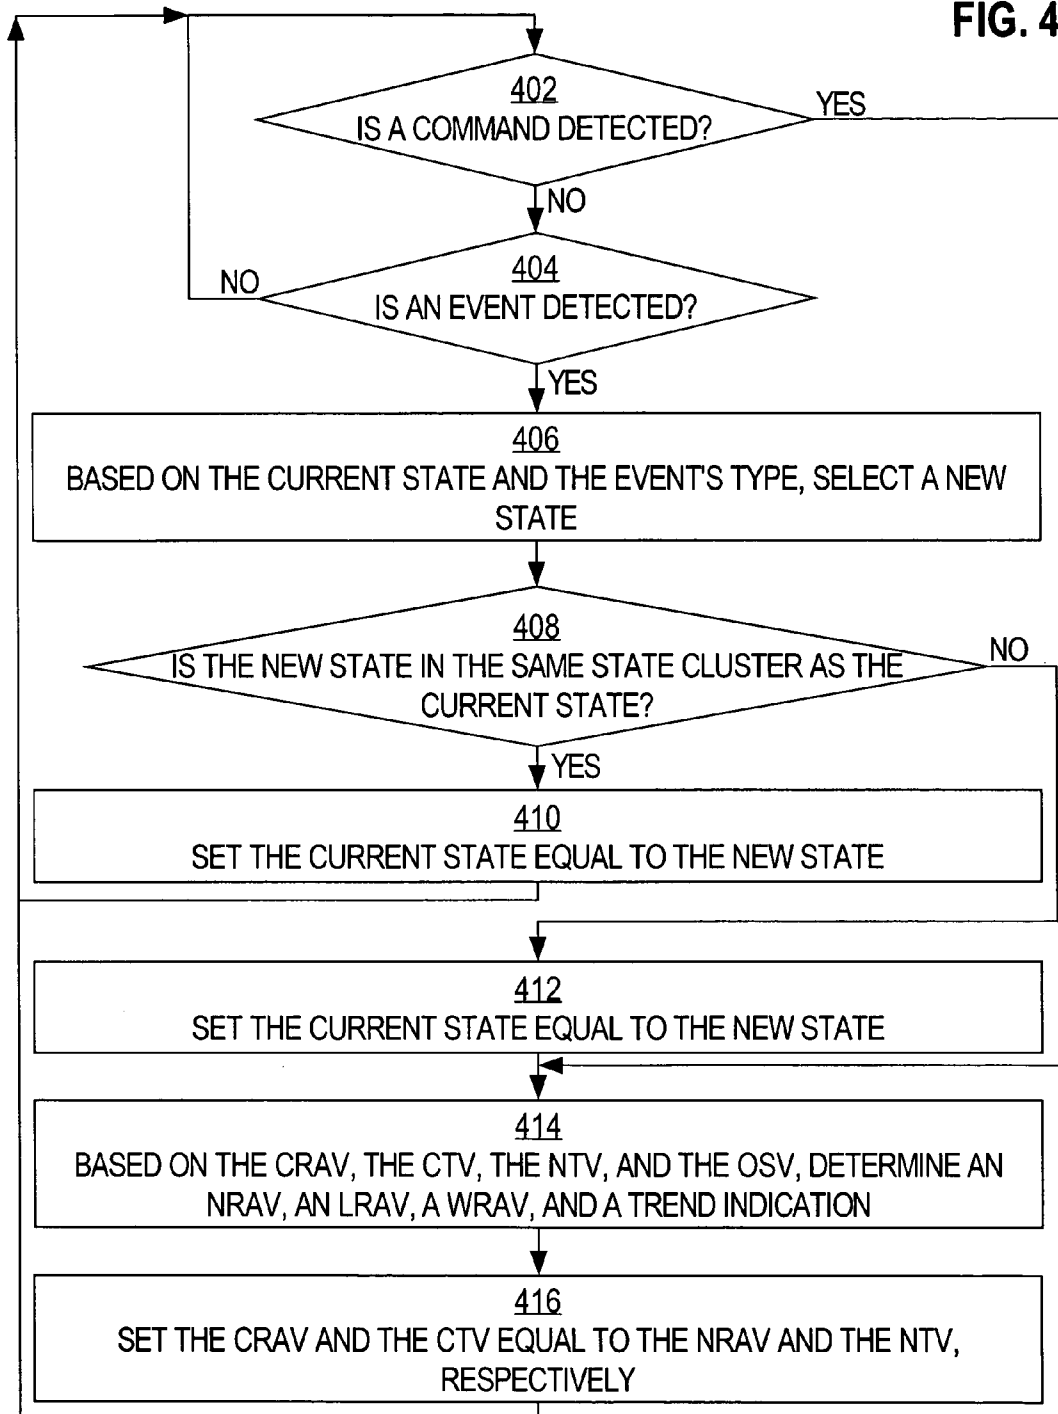 FIG. 4
402
IS A COMMAND DETECTED?
YES
NO
404
IS AN EVENT DETECTED?
NO
YES
406
BASED ON THE CURRENT STATE AND THE EVENT'S TYPE, SELECT A NEW
STATE
408
IS THE NEW STATE IN THE SAME STATE CLUSTER AS THE
CURRENT STATE?
NO
YES
410
SET THE CURRENT STATE EQUAL TO THE NEW STATE
412
SET THE CURRENT STATE EQUAL TO THE NEW STATE
414
BASED ON THE CRAV, THE CTV, THE NTV, AND THE OSV, DETERMINE AN
NRAV, AN LRAV, A WRAV, AND A TREND INDICATION
416
SET THE CRAV AND THE CTV EQUAL TO THE NRAV AND THE NTV,
RESPECTIVELY